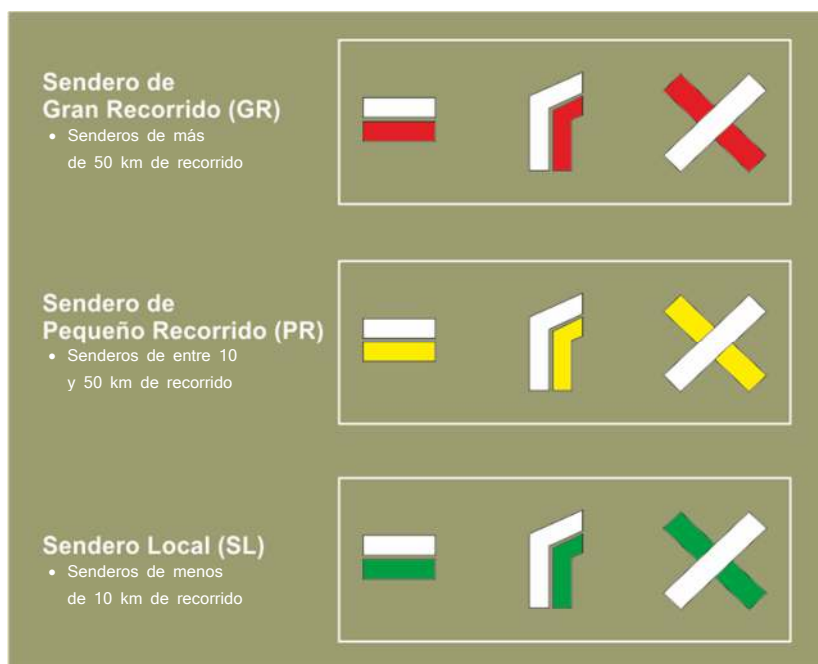 Sendero de
Gran Recorrido (GR)
• Senderos de más
de 50 km de recorrido
Sendero de
Pequeño Recorrido (PR)
• Senderos de entre 10
y 50 km de recorrido
Sendero Local (SL)
• Senderos de menos
de 10 km de recorrido